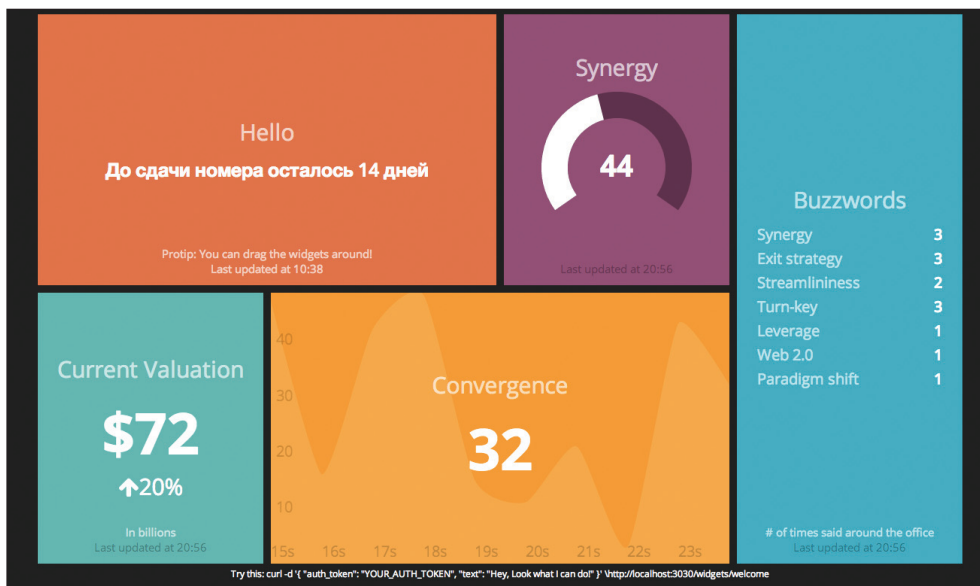 Hello
До сдачи номера осталось 14 дней
Protip: You can drag the widgets around!
Last updated at 10:38
Synergy
44
Last updated at 20:56
Buzzwords
Synergy 3
Exit strategy 3
Streamlininess 2
Turn-key 3
Leverage 1
Web 2.0 1
Paradigm shift 1
# of times said around the office
Last updated at 20:56
Current Valuation
$72
↑20%
In billions
Last updated at 20:56
Convergence
32
40
30
20
10
15s 16s 17s 18s 19s 20s 21s 22s 23s
Try this: curl -d '{ "auth_token": "YOUR_AUTH_TOKEN", "text": "Hey, Look what I can do!" }' \http://localhost:3030/widgets/welcome